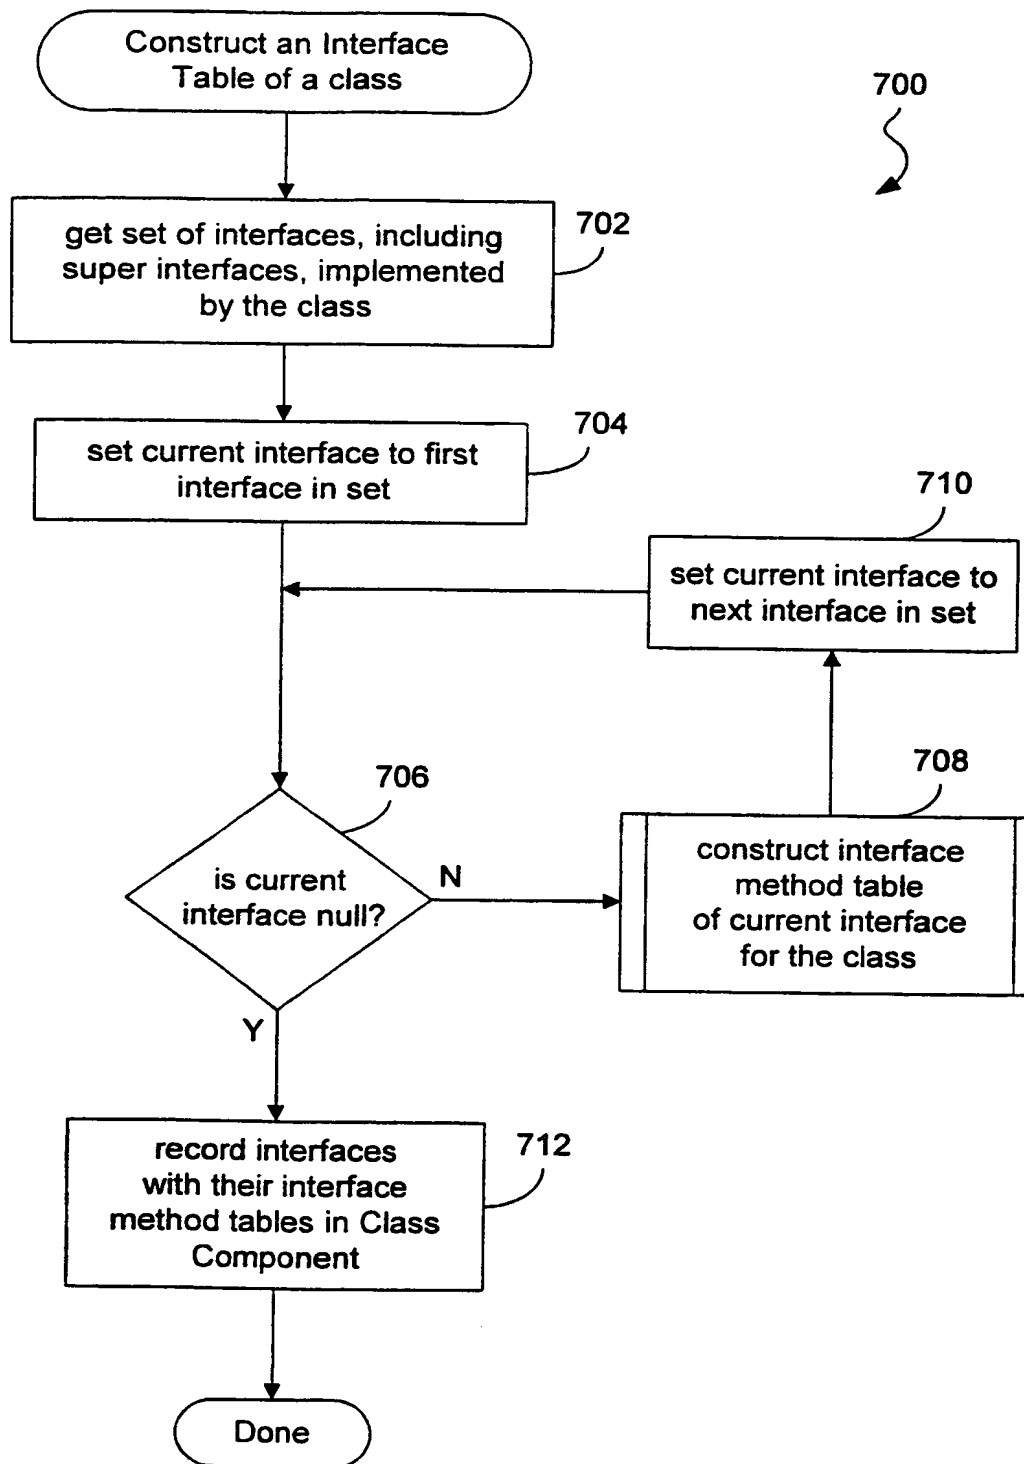 Construct an Interface
Table of a class
700
get set of interfaces, including
super interfaces, implemented
by the class
702
set current interface to first
interface in set
704
710
set current interface to
next interface in set
706
is current
interface null?
N
Y
708
construct interface
method table
of current interface
for the class
record interfaces
with their interface
method tables in Class
Component
712
Done